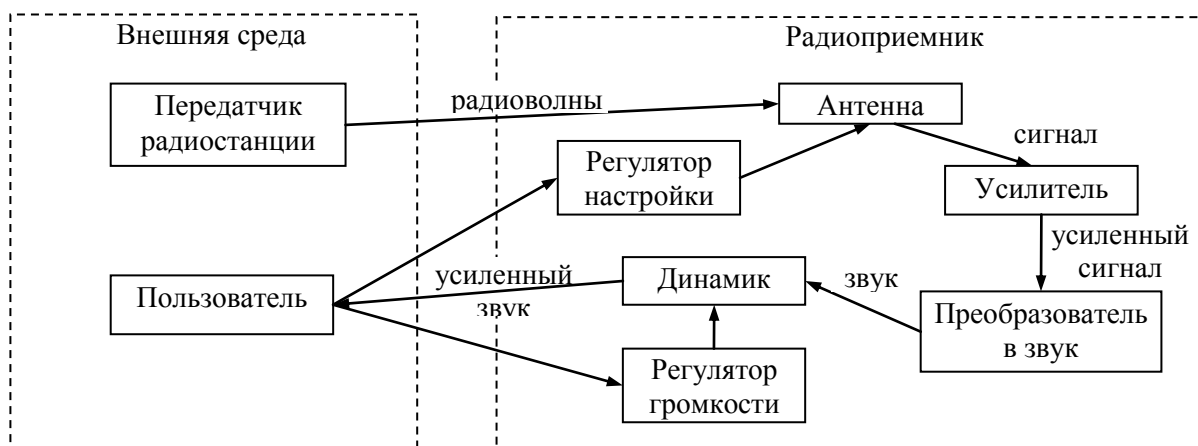 Внешняя среда
Радиоприемник
Передатчик
радиостанции
радиоволны
Антенна
сигнал
Регулятор
настройки
Усилитель
усиленный
сигнал
Пользователь
усиленный
звук
Динамик
звук
Преобразователь
в звук
Регулятор
громкости